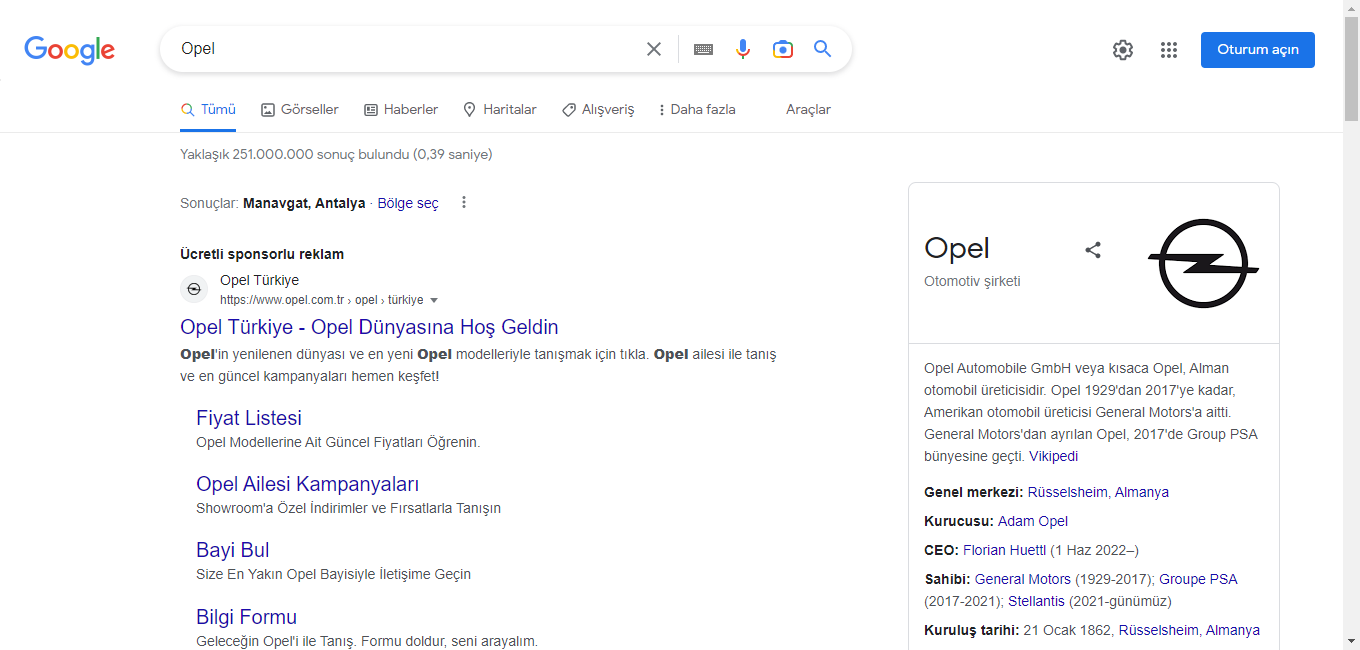 Google
Opel
Oturum açın
Tümü
Görseller
Haberler
Haritalar
Alışveriş
Daha fazla
Araçlar
Yaklaşık 251.000.000 sonuç bulundu (0,39 saniye)
Sonuçlar: Manavgat, Antalya · Bölge seç
Ücretli sponsorlu reklam
Opel Türkiye
https://www.opel.com.tr › opel › türkiye
Opel Türkiye - Opel Dünyasına Hoş Geldin
Opel'in yenilenen dünyası ve en yeni Opel modelleriyle tanışmak için tıkla. Opel ailesi ile tanış
ve en güncel kampanyaları hemen keşfet!
Fiyat Listesi
Opel Modellerine Ait Güncel Fiyatları Öğrenin.
Opel Ailesi Kampanyaları
Showroom'a Özel İndirimler ve Fırsatlarla Tanışın
Bayi Bul
Size En Yakın Opel Bayisiyle İletişime Geçin
Bilgi Formu
Geleceğin Opel'i ile Tanış. Formu doldur, seni arayalım.
Opel
Otomotiv şirketi
Opel Automobile GmbH veya kısaca Opel, Alman
otomobil üreticisidir. Opel 1929'dan 2017'ye kadar,
Amerikan otomobil üreticisi General Motors'a aitti.
General Motors'dan ayrılan Opel, 2017'de Group PSA
bünyesine geçti. Vikipedi
Genel merkezi: Rüsselsheim, Almanya
Kurucusu: Adam Opel
CEO: Florian Huettl (1 Haz 2022–)
Sahibi: General Motors (1929-2017); Groupe PSA
(2017-2021); Stellantis (2021-günümüz)
Kuruluş tarihi: 21 Ocak 1862, Rüsselsheim, Almanya